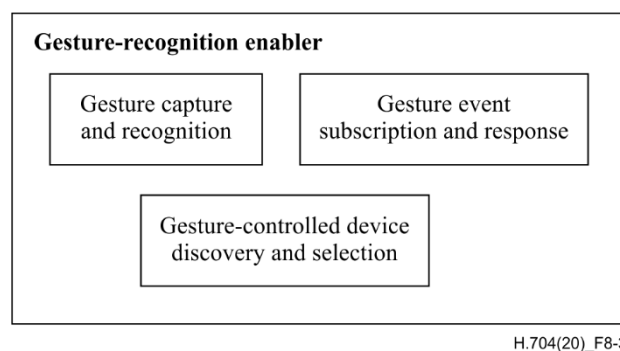 Gesture-recognition enabler
Gesture capture
and recognition
Gesture event
subscription and response
Gesture-controlled device
discovery and selection
H.704(20)_F8-3